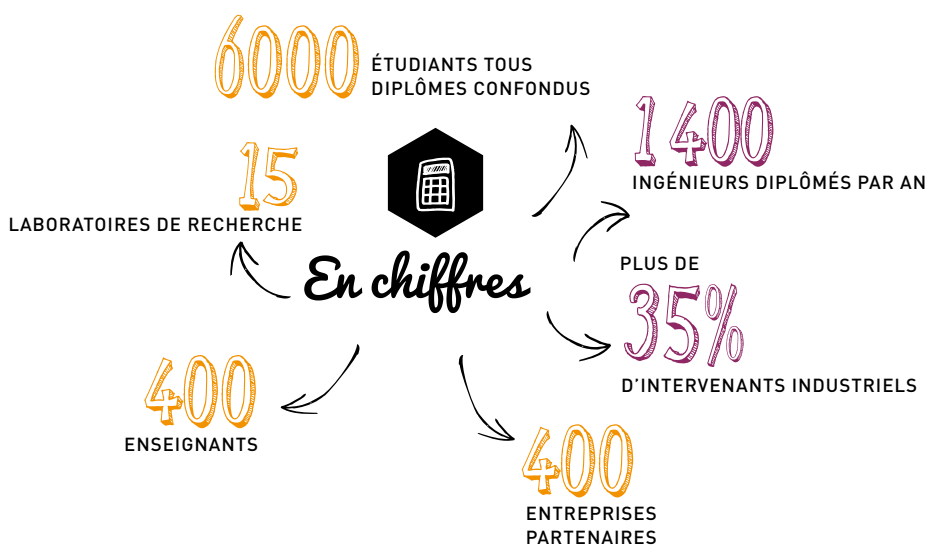 6000
ÉTUDIANTS TOUS
DIPLÔMES CONFONDUS
1400
INGÉNIEURS DIPLÔMÉS PAR AN
15
LABORATOIRES DE RECHERCHE
En chiffres
PLUS DE
35%
D'INTERVENANTS INDUSTRIELS
400
ENSEIGNANTS
400
ENTREPRISES
PARTENAIRES